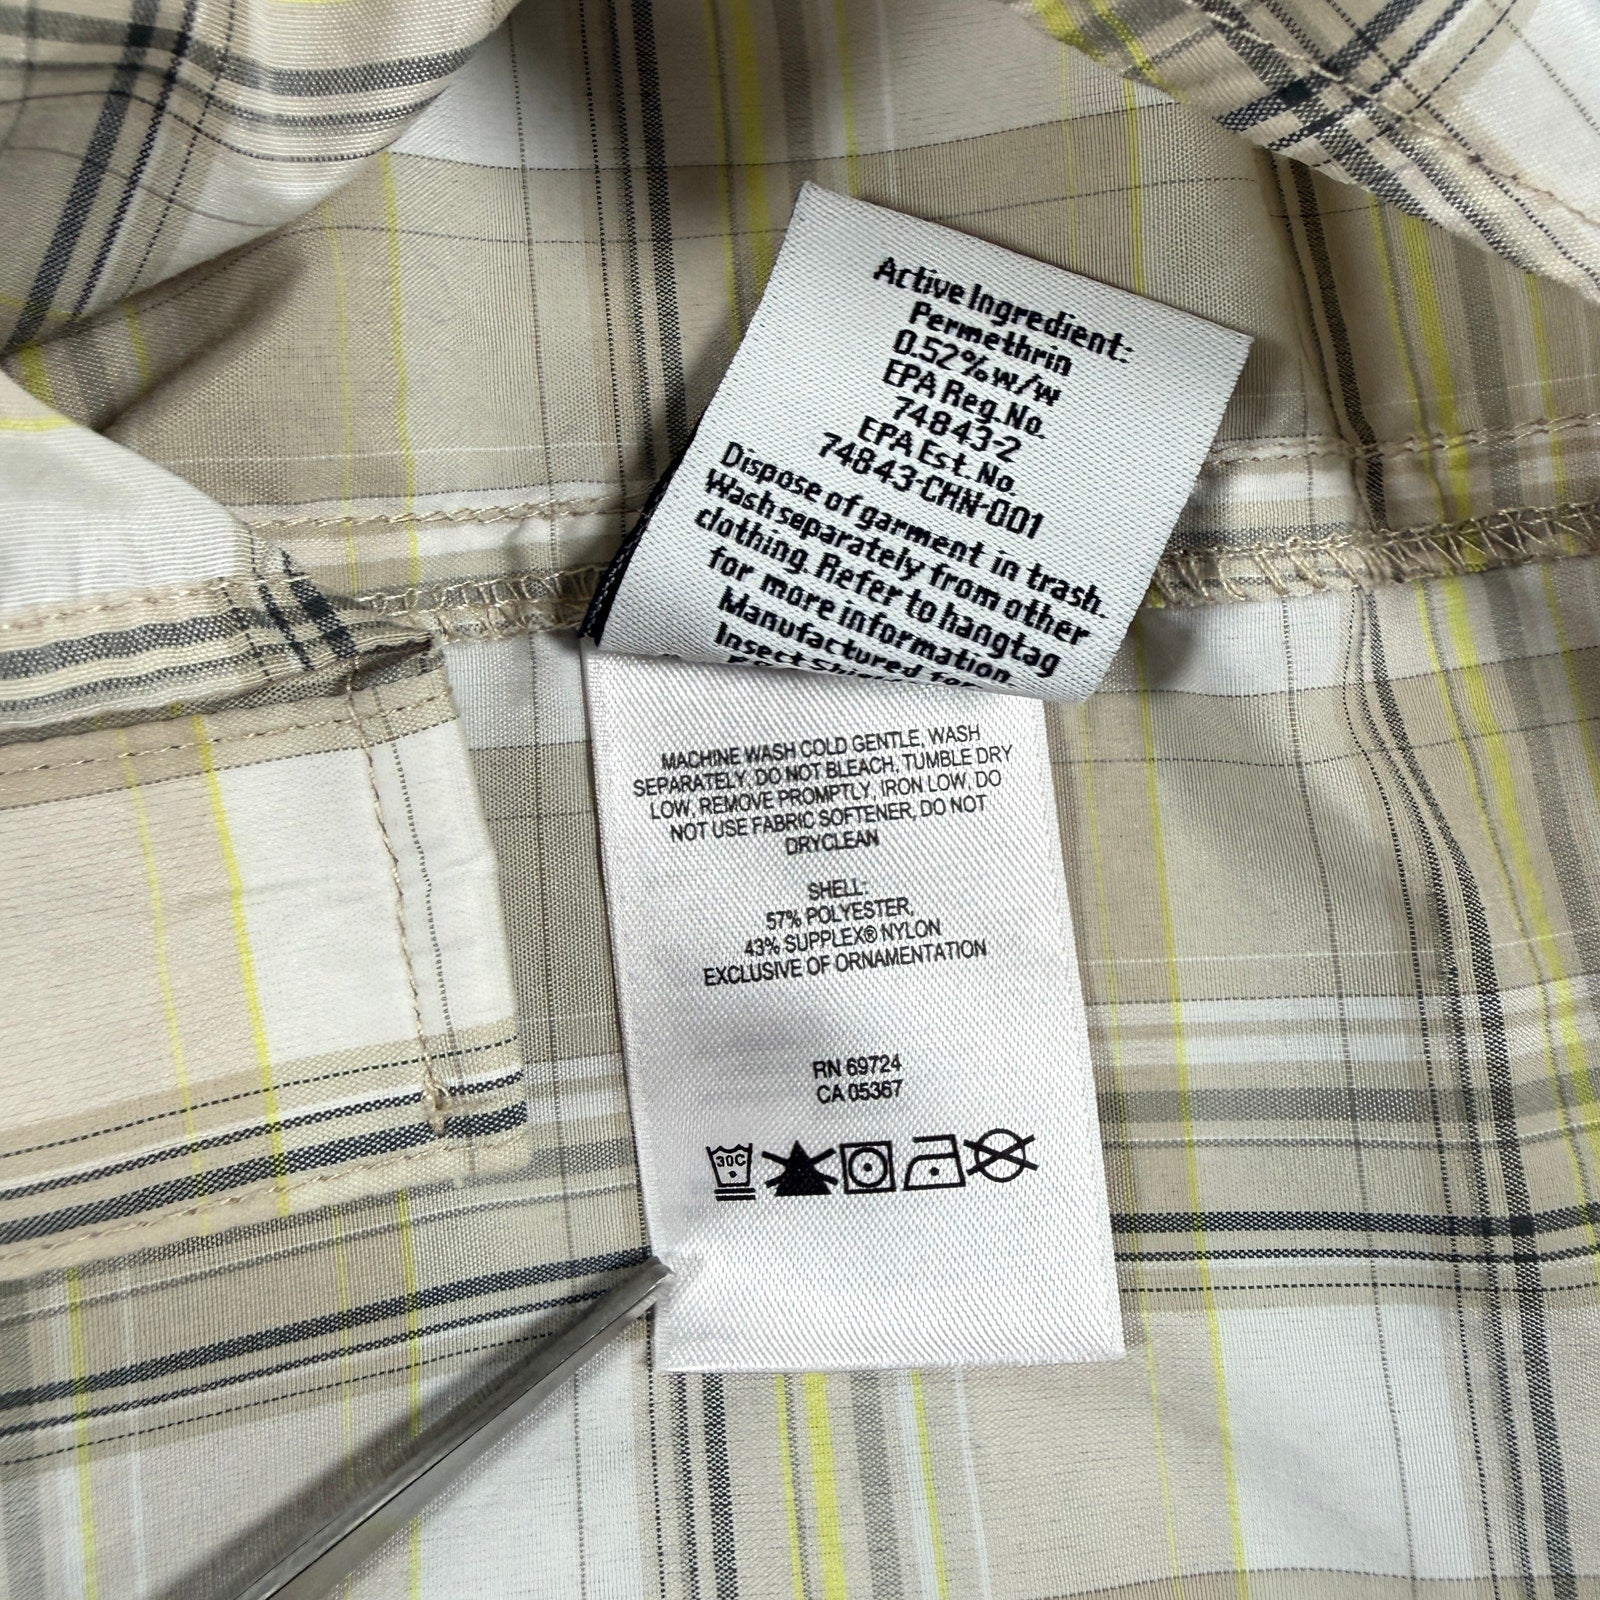 Active Ingredient:
Permethrin
0.52% w/w
EPA Reg. No.
74843-2
EPA Est. No.
74843-CHN-001
Dispose of garment in trash.
Wash separately from other
clothing. Refer to hangtag
for more information.
Manufactured for
Insect
MACHINE WASH COLD GENTLE, WASH
SEPARATELY, DO NOT BLEACH, TUMBLE DRY
LOW, REMOVE PROMPTLY, IRON LOW, DO
NOT USE FABRIC SOFTENER, DO NOT
DRYCLEAN
SHELL:
57% POLYESTER,
43% SUPPLEX® NYLON
EXCLUSIVE OF ORNAMENTATION
RN 69724
CA 05367
30C